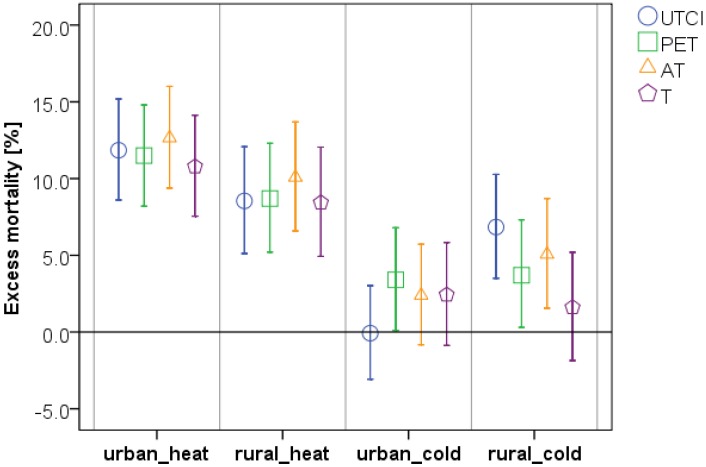 UTCI
PET
AT
T
Excess mortality [%]
20.0
15.0
10.0
5.0
0.0
-5.0
urban_heat rural_heat urban_cold rural_cold